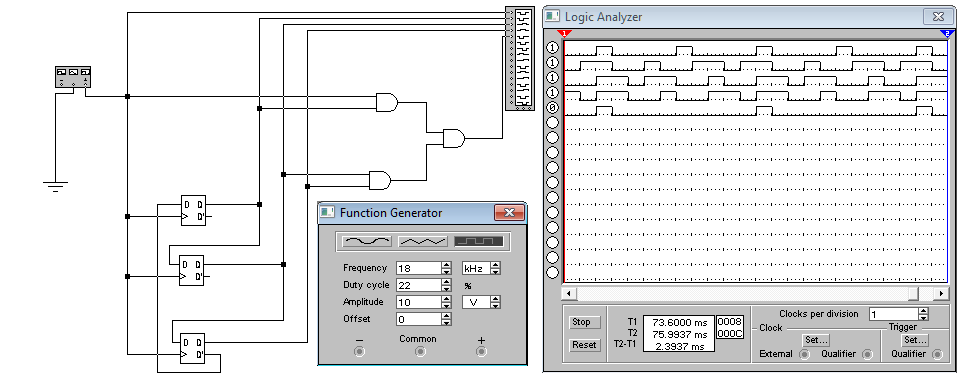 Logic Analyzer
1
2
1
1
1
1
0
D Q
Q'
D Q
Q'
D Q
Q'
Function Generator
Frequency 18 kHz
Duty cycle 22 %
Amplitude 10 V
Offset 0
− Common +
Stop
Reset
T1 73.6000 ms 0008
T2 75.9937 ms 000C
T2-T1 2.3937 ms
Clocks per division 1
Clock
Set...
External Qualifier
Trigger
Set...
Qualifier